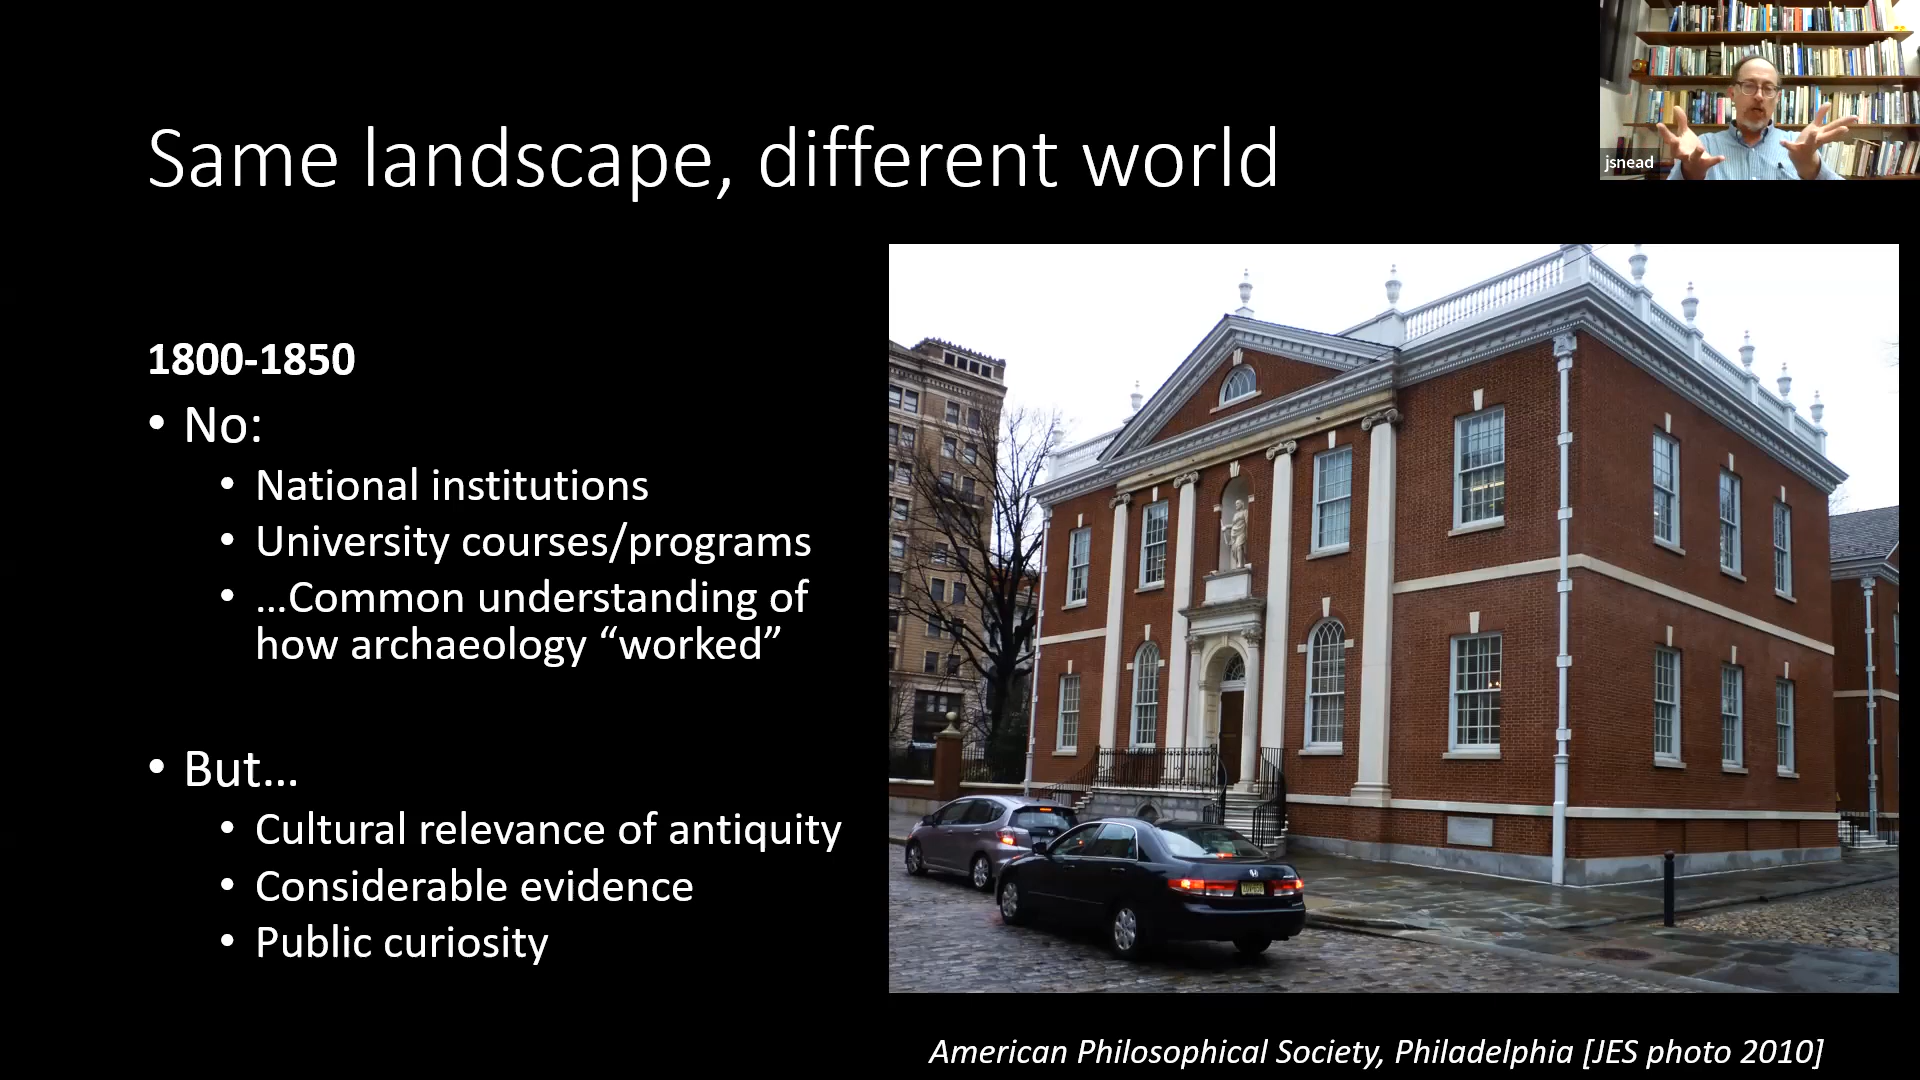 jsnead
Same landscape, different world
1800-1850
• No:
• National institutions
• University courses/programs
• …Common understanding of
how archaeology “worked”
• But…
• Cultural relevance of antiquity
• Considerable evidence
• Public curiosity
American Philosophical Society, Philadelphia [JES photo 2010]